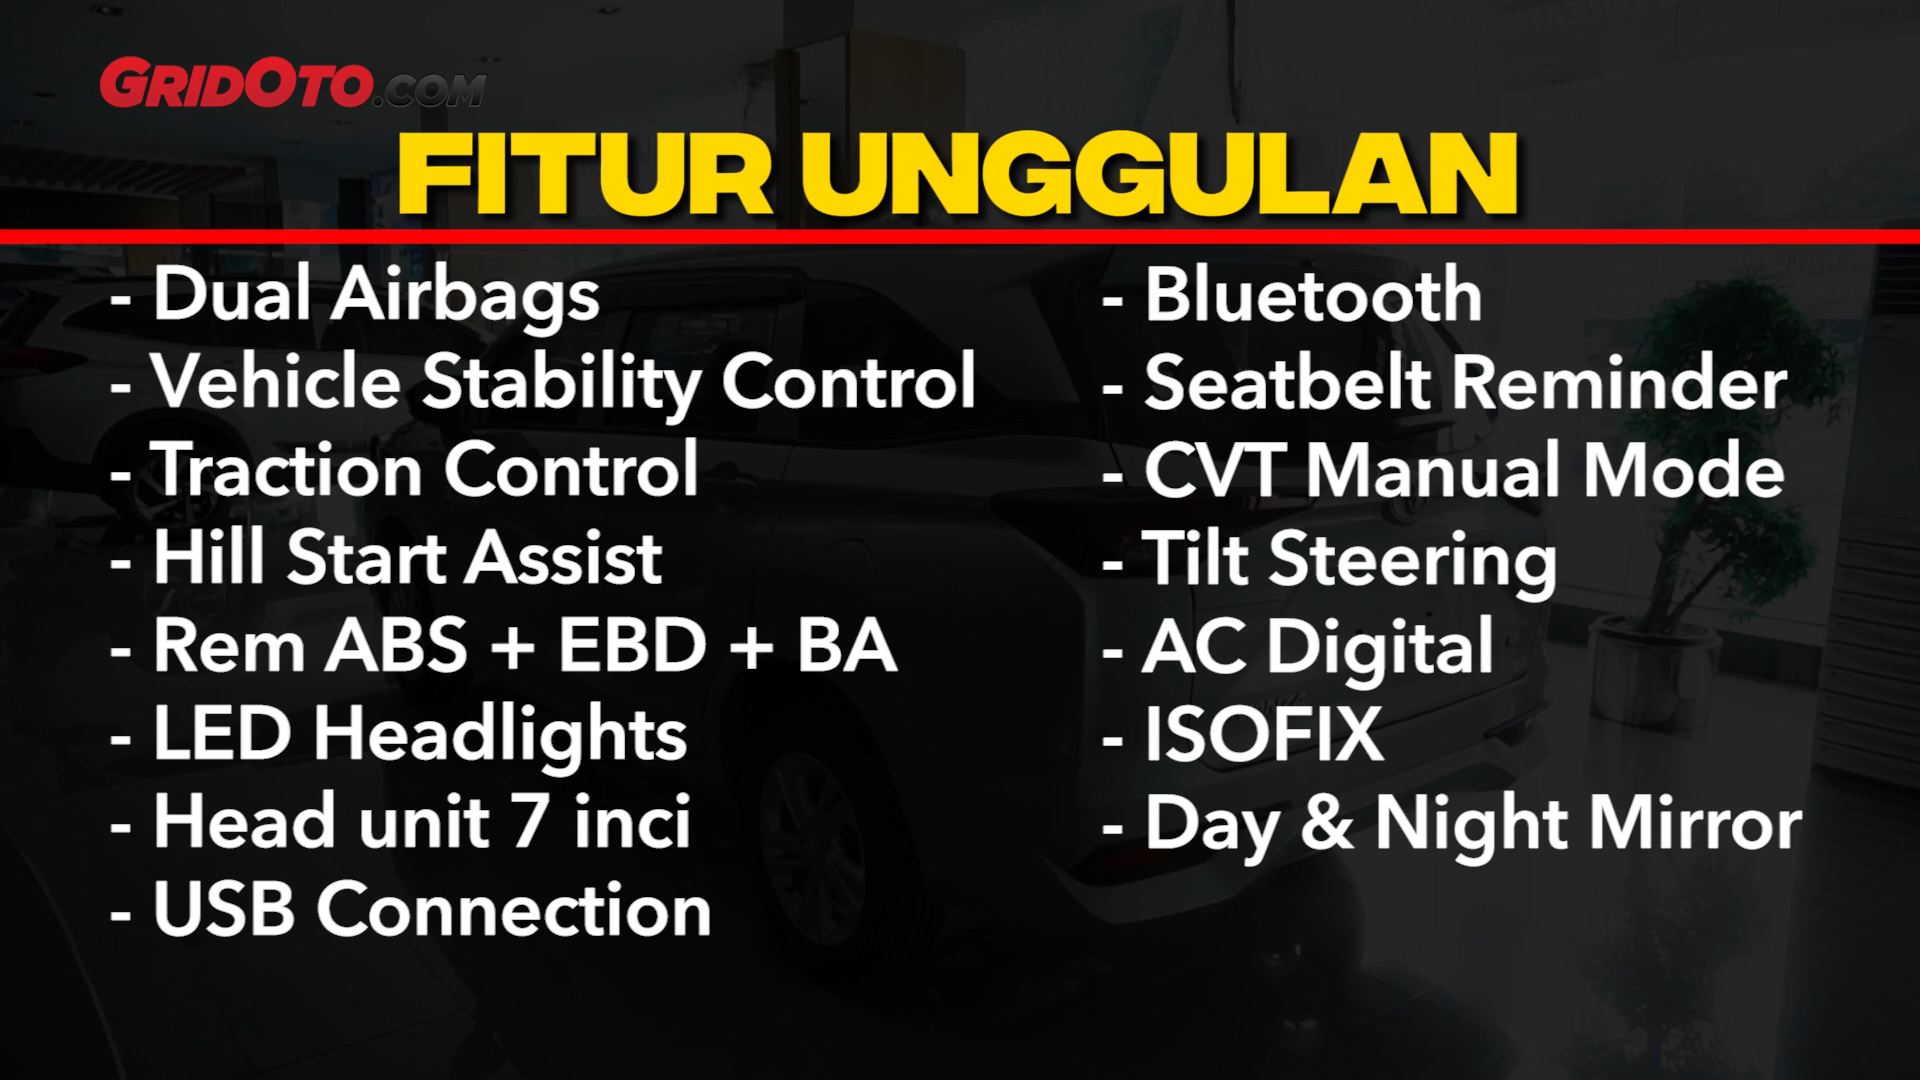 GRIDOTO.COM
FITUR UNGGULAN
- Dual Airbags
- Vehicle Stability Control
- Traction Control
- Hill Start Assist
- Rem ABS + EBD + BA
- LED Headlights
- Head unit 7 inci
- USB Connection
- Bluetooth
- Seatbelt Reminder
- CVT Manual Mode
- Tilt Steering
- AC Digital
- ISOFIX
- Day & Night Mirror